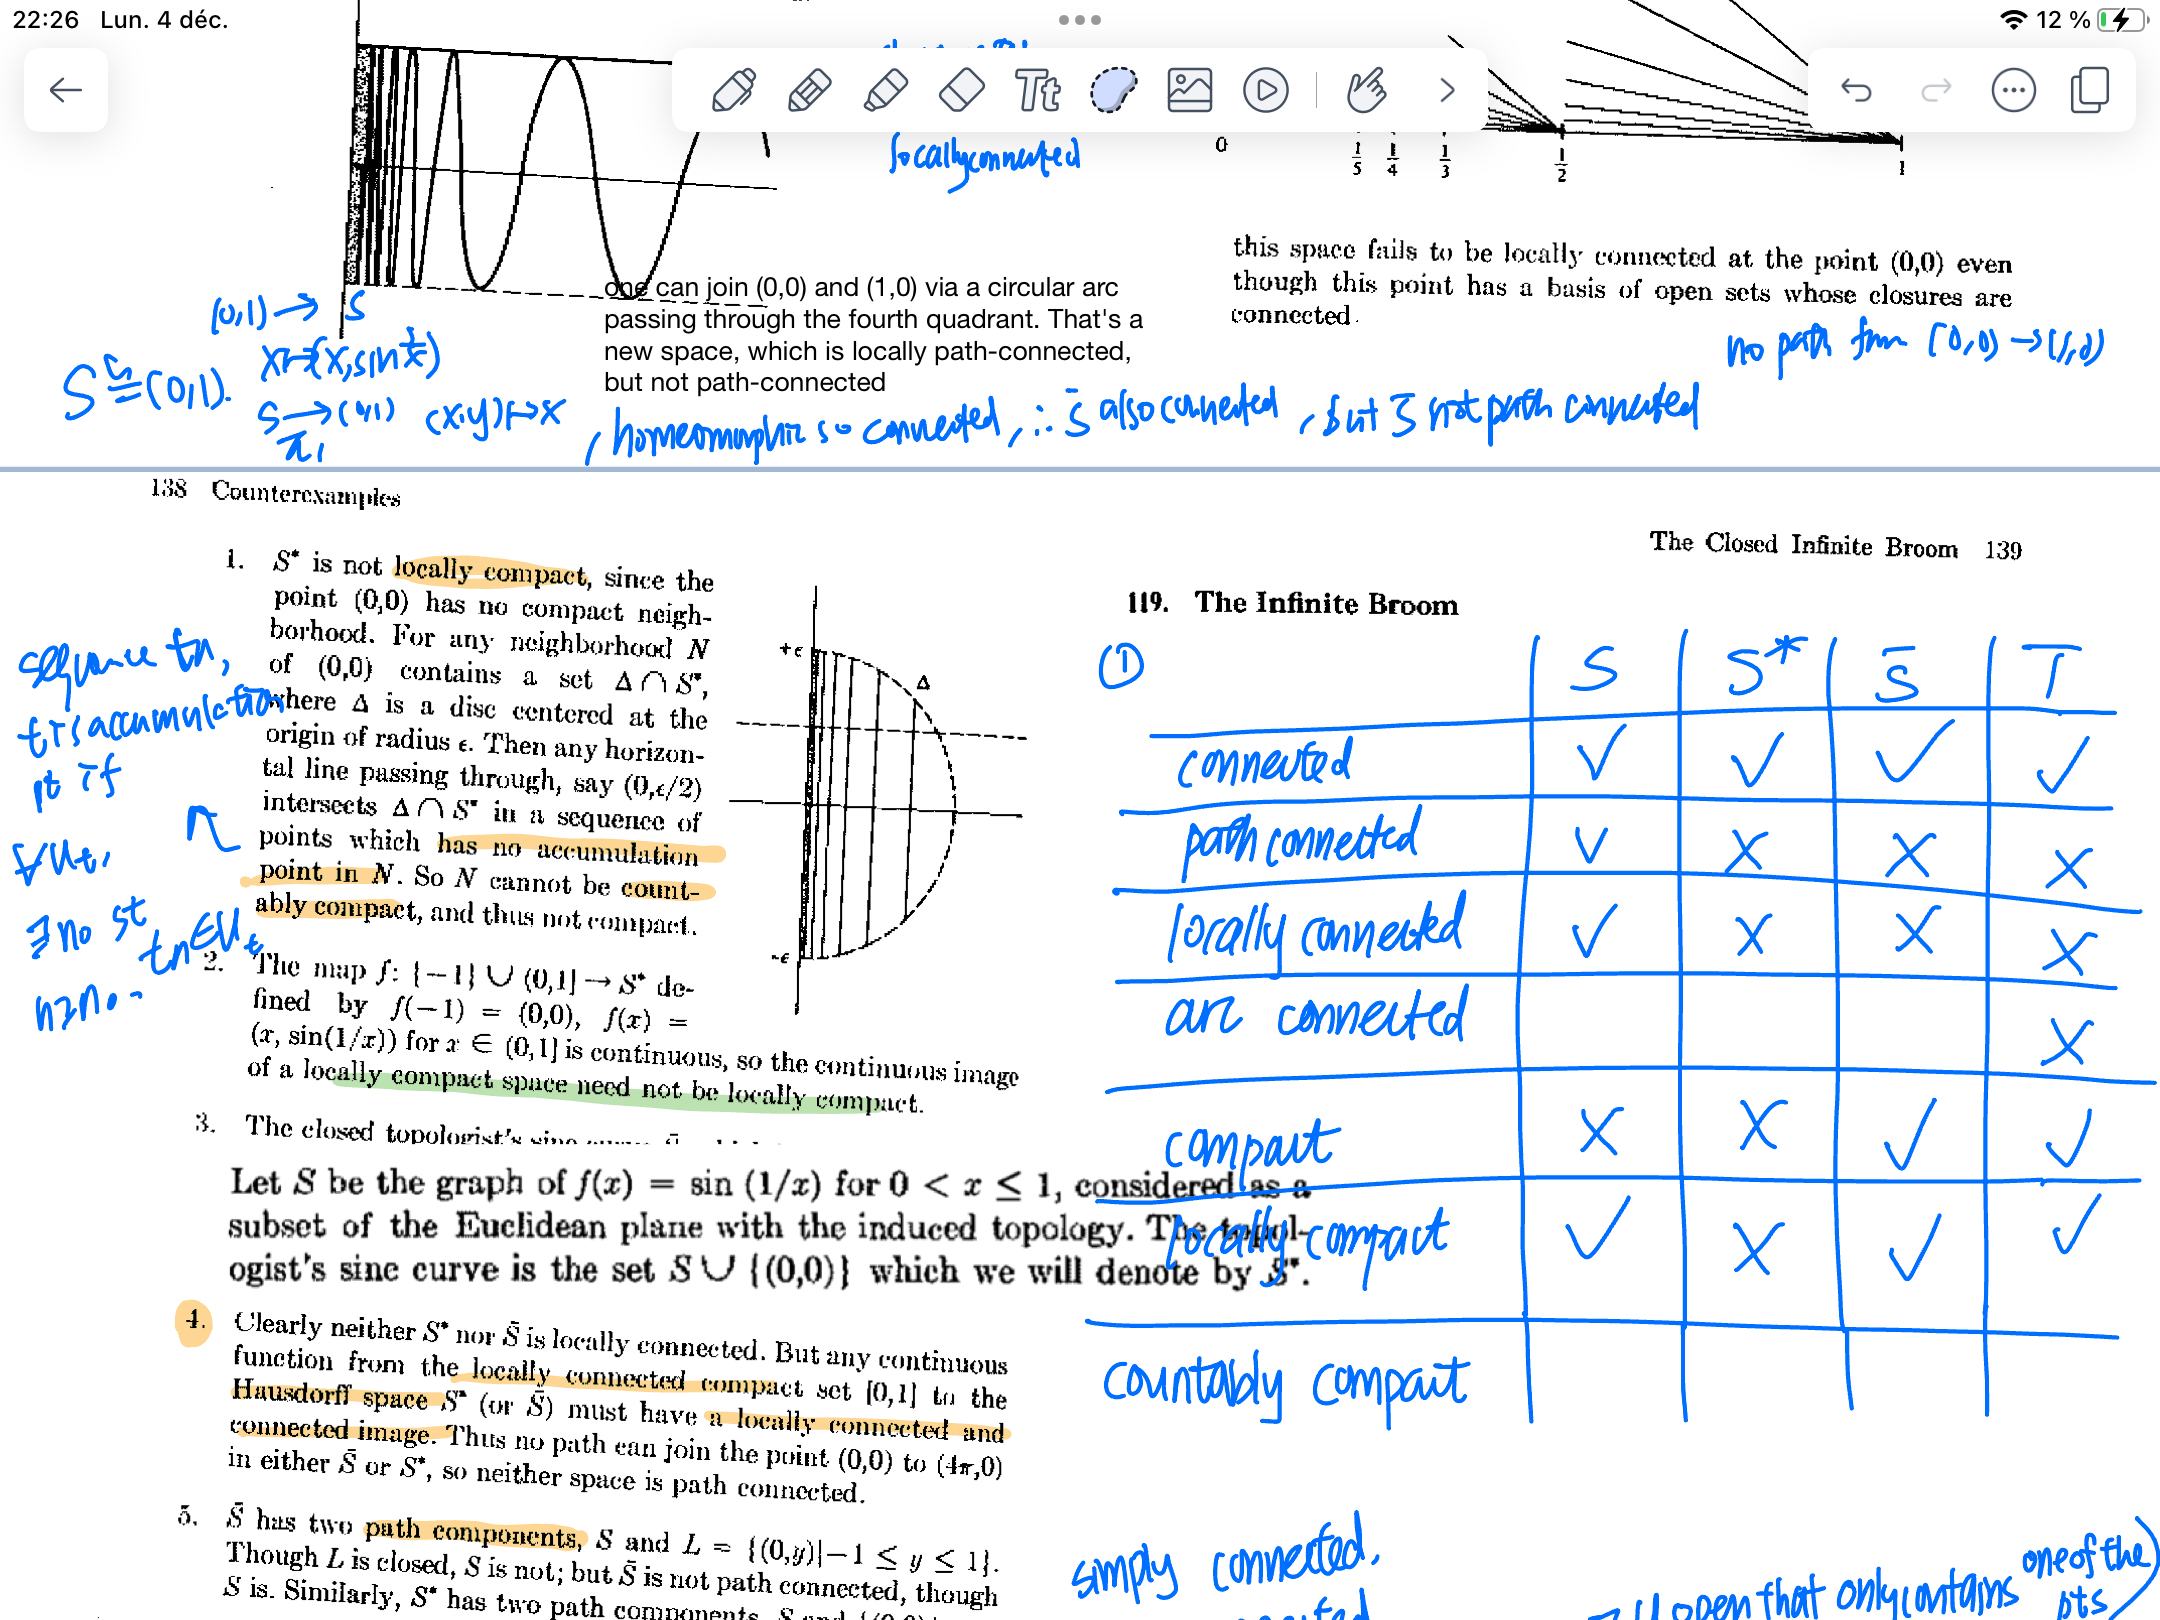 22:26 Lun. 4 déc.
12 %
Tt
locally connected
0
1/5 1/4 1/3 1/2 1
this space fails to be locally connected at the point (0,0) even
though this point has a basis of open sets whose closures are
connected.
no path from (0,0) → (1,0)
one can join (0,0) and (1,0) via a circular arc
passing through the fourth quadrant. That's a
new space, which is locally path-connected,
but not path-connected
(0,1) → S
x ↦ (x, sin 1/x)
S ≅ (0,1).
S → (0,1) (x,y) ↦ x
π₁
, homeomorphic so connected, ∴ S̄ also connected, but S̄ not path connected
138 Counterexamples
1. S* is not locally compact, since the
point (0,0) has no compact neigh-
borhood. For any neighborhood N
of (0,0) contains a set Δ ∩ S*,
where Δ is a disc centered at the
origin of radius ϵ. Then any horizon-
tal line passing through, say (0,ϵ/2)
intersects Δ ∩ S* in a sequence of
points which has no accumulation
point in N. So N cannot be count-
ably compact, and thus not compact.
+ϵ
Δ
-ϵ
sequence tn,
t is accumulation
pt if
∀Ut,
∃ no st
tn∈Ut
n≥no.
2. The map f: {−1} ∪ (0,1] → S* de-
fined by f(−1) = (0,0), f(x) =
(x, sin(1/x)) for x ∈ (0,1] is continuous, so the continuous image
of a locally compact space need not be locally compact.
3. The closed topologist's sine
Let S be the graph of f(x) = sin (1/x) for 0 < x ≤ 1, considered as a
subset of the Euclidean plane with the induced topology. The topol-
ogist's sine curve is the set S ∪ {(0,0)} which we will denote by S*.
4. Clearly neither S* nor S̄ is locally connected. But any continuous
function from the locally connected compact set [0,1] to the
Hausdorff space S* (or S̄) must have a locally connected and
connected image. Thus no path can join the point (0,0) to (4π,0)
in either S̄ or S*, so neither space is path connected.
5. S̄ has two path components, S and L = {(0,y)|−1 ≤ y ≤ 1}.
Though L is closed, S is not; but S̄ is not path connected, though
S is. Similarly, S* has two path components, S and
The Closed Infinite Broom 139
119. The Infinite Broom
① S S* S̄ T
connected ✓ ✓ ✓ ✓
path connected ✓ X X X
locally connected ✓ X X X
arc connected X
compact X X ✓ ✓
locally compact ✓ X ✓ ✓
countably compact
simply connected.
U open that only contains one of the
pts